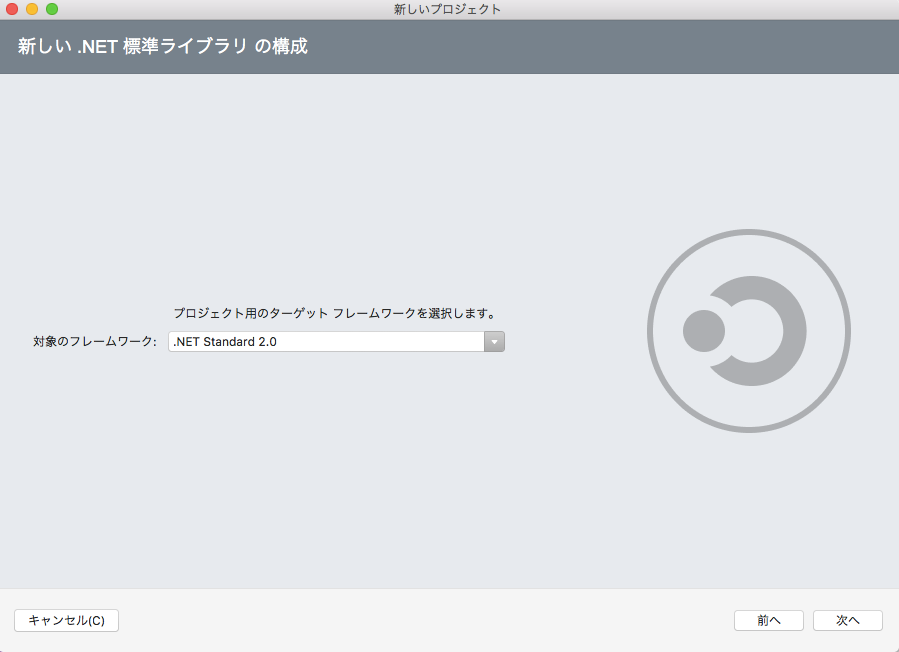 新しいプロジェクト
新しい .NET 標準ライブラリ の構成
プロジェクト用のターゲット フレームワークを選択します。
対象のフレームワーク: .NET Standard 2.0
キャンセル(C) 前へ 次へ